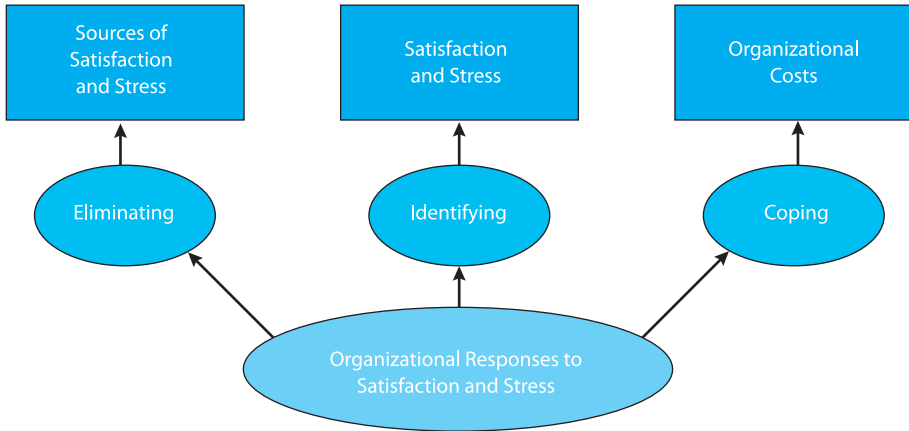 Sources of
Satisfaction
and Stress
Satisfaction
and Stress
Organizational
Costs
Eliminating
Identifying
Coping
Organizational Responses to
Satisfaction and Stress